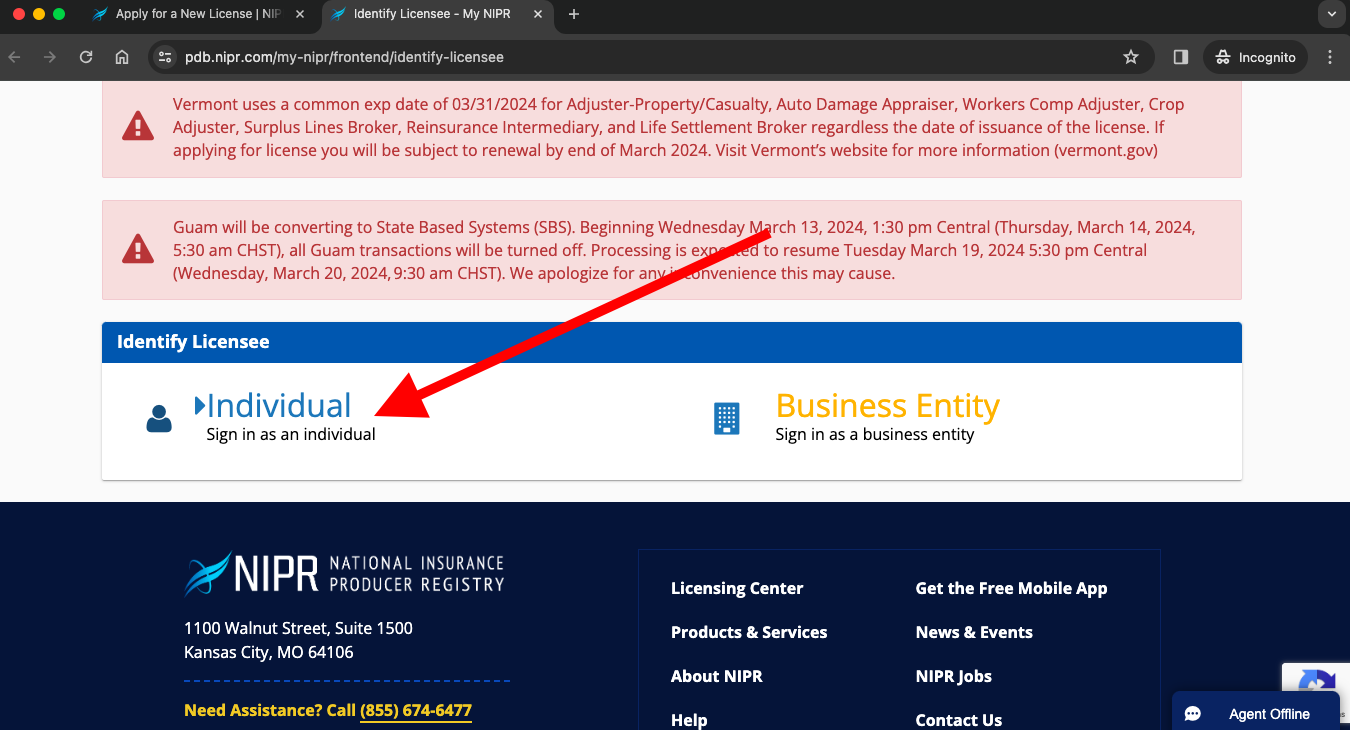 Apply for a New License | NIP
Identify Licensee - My NIPR
pdb.nipr.com/my-nipr/frontend/identify-licensee
Incognito
Vermont uses a common exp date of 03/31/2024 for Adjuster-Property/Casualty, Auto Damage Appraiser, Workers Comp Adjuster, Crop
Adjuster, Surplus Lines Broker, Reinsurance Intermediary, and Life Settlement Broker regardless the date of issuance of the license. If
applying for license you will be subject to renewal by end of March 2024. Visit Vermont's website for more information (vermont.gov)
Guam will be converting to State Based Systems (SBS). Beginning Wednesday March 13, 2024, 1:30 pm Central (Thursday, March 14, 2024,
5:30 am CHST), all Guam transactions will be turned off. Processing is expected to resume Tuesday March 19, 2024 5:30 pm Central
(Wednesday, March 20, 2024, 9:30 am CHST). We apologize for any inconvenience this may cause.
Identify Licensee
Individual
Sign in as an individual
Business Entity
Sign in as a business entity
NIPR NATIONAL INSURANCE
PRODUCER REGISTRY
1100 Walnut Street, Suite 1500
Kansas City, MO 64106
Need Assistance? Call (855) 674-6477
Licensing Center
Products & Services
About NIPR
Help
Get the Free Mobile App
News & Events
NIPR Jobs
Contact Us
Agent Offline